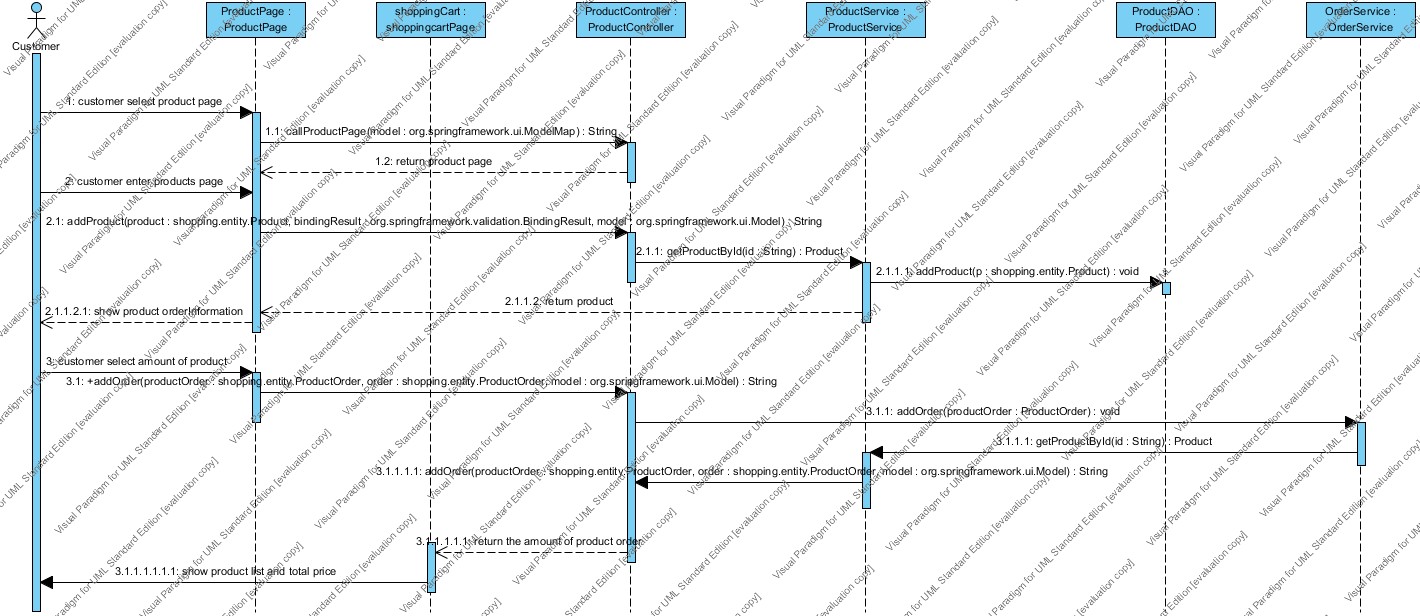 ProductPage :
ProductPage
shoppingCart :
shoppingcartPage
ProductController :
ProductController
ProductService :
ProductService
ProductDAO :
ProductDAO
OrderService :
OrderService
Customer
1: customer select product page
1.1: callProductPage(model : org.springframework.ui.ModelMap) : String
1.2: return product page
2: customer enter products page
2.1: addProduct(product : shopping.entity.Product, bindingResult : org.springframework.validation.BindingResult, model : org.springframework.ui.Model) : String
2.1.1: getProductById(id : String) : Product
2.1.1.1: addProduct(p : shopping.entity.Product) : void
2.1.1.2: return product
2.1.1.2.1: show product orderInformation
3: customer select amount of product
3.1: +addOrder(productOrder : shopping.entity.ProductOrder, order : shopping.entity.ProductOrder, model : org.springframework.ui.Model) : String
3.1.1: addOrder(productOrder : ProductOrder) : void
3.1.1.1: getProductById(id : String) : Product
3.1.1.1.1: addOrder(productOrder : shopping.entity.ProductOrder, order : shopping.entity.ProductOrder, model : org.springframework.ui.Model) : String
3.1.1.1.1.1: return the amount of product order
3.1.1.1.1.1.1: show product list and total price
Visual Paradigm for UML Standard Edition [evaluation copy]